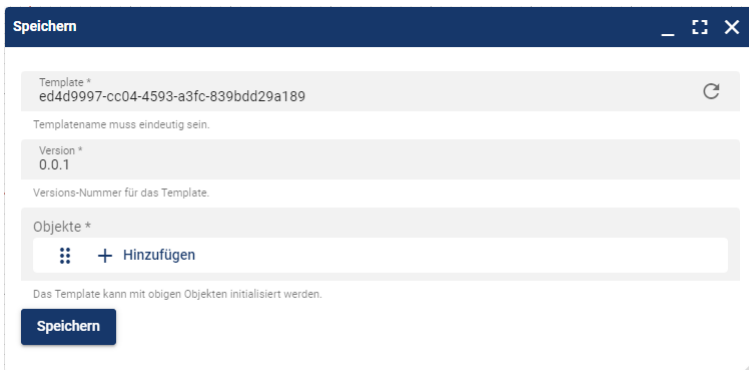 Speichern
Template *
ed4d9997-cc04-4593-a3fc-839bdd29a189
Templatename muss eindeutig sein.
Version *
0.0.1
Versions-Nummer für das Template.
Objekte *
Hinzufügen
Das Template kann mit obigen Objekten initialisiert werden.
Speichern